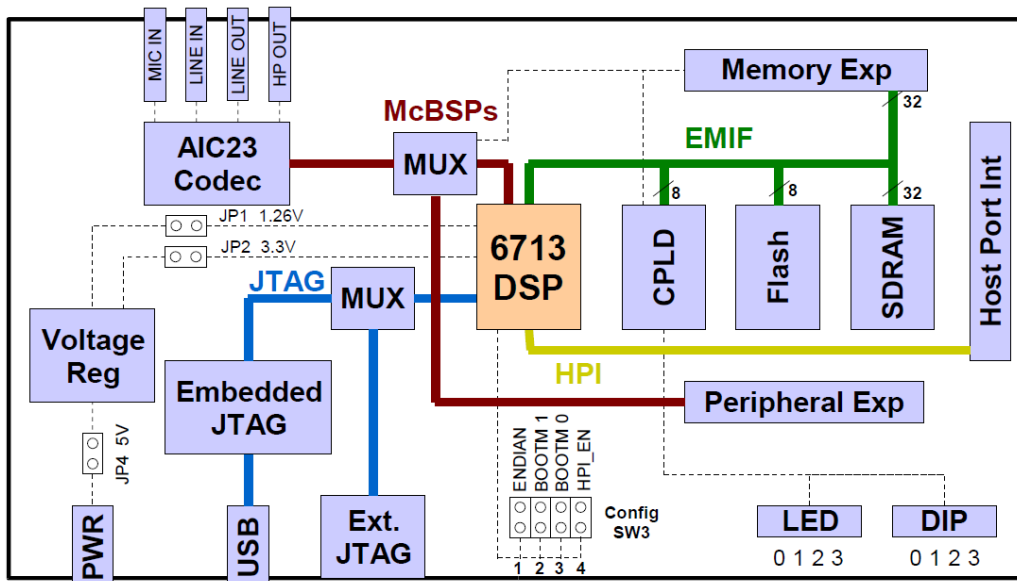 MIC IN
LINE IN
LINE OUT
HP OUT
Memory Exp
32
McBSPs
EMIF
AIC23
Codec
MUX
8
8
32
Host Port Int
JP1 1.26V
JP2 3.3V
6713
DSP
CPLD
Flash
SDRAM
JTAG
MUX
Voltage
Reg
HPI
Embedded
JTAG
Peripheral Exp
JP4 5V
ENDIAN
BOOTM 1
BOOTM 0
HPI_EN
Config
SW3
1 2 3 4
PWR
USB
Ext.
JTAG
LED
DIP
0 1 2 3
0 1 2 3